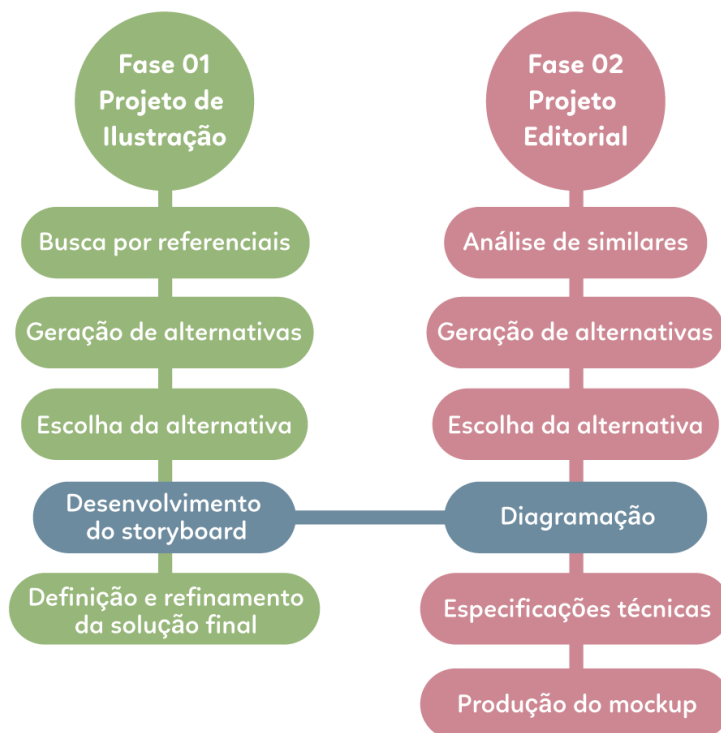 Fase 01
Projeto de
Ilustração
Busca por referenciais
Geração de alternativas
Escolha da alternativa
Desenvolvimento
do storyboard
Definição e refinamento
da solução final
Fase 02
Projeto
Editorial
Análise de similares
Geração de alternativas
Escolha da alternativa
Diagramação
Especificações técnicas
Produção do mockup